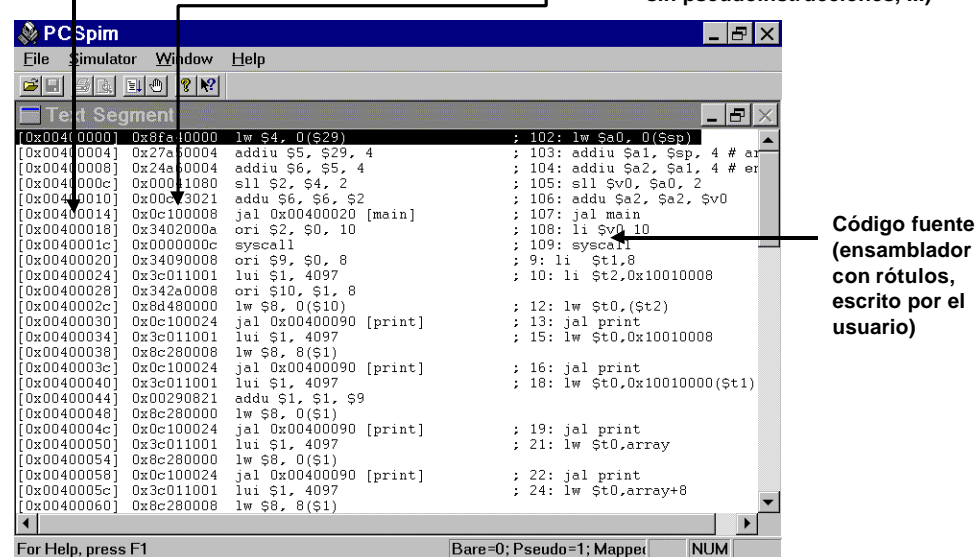 sin pseudoinstrucciones, ...)
PCSpim
File Simulator Window Help
Text Segment
[0x00400000] 0x8fa40000 lw $4, 0($29) ; 102: lw $a0, 0($sp)
[0x00400004] 0x27a50004 addiu $5, $29, 4 ; 103: addiu $a1, $sp, 4 # ar
[0x00400008] 0x24a60004 addiu $6, $5, 4 ; 104: addiu $a2, $a1, 4 # er
[0x0040000c] 0x00041080 sll $2, $4, 2 ; 105: sll $v0, $a0, 2
[0x00400010] 0x00c23021 addu $6, $6, $2 ; 106: addu $a2, $a2, $v0
[0x00400014] 0x0c100008 jal 0x00400020 [main] ; 107: jal main
[0x00400018] 0x3402000a ori $2, $0, 10 ; 108: li $v0 10
[0x0040001c] 0x0000000c syscall ; 109: syscall
[0x00400020] 0x34090008 ori $9, $0, 8 ; 9: li $t1,8
[0x00400024] 0x3c011001 lui $1, 4097 ; 10: li $t2,0x10010008
[0x00400028] 0x342a0008 ori $10, $1, 8
[0x0040002c] 0x8d480000 lw $8, 0($10) ; 12: lw $t0,($t2)
[0x00400030] 0x0c100024 jal 0x00400090 [print] ; 13: jal print
[0x00400034] 0x3c011001 lui $1, 4097 ; 15: lw $t0,0x10010008
[0x00400038] 0x8c280008 lw $8, 8($1)
[0x0040003c] 0x0c100024 jal 0x00400090 [print] ; 16: jal print
[0x00400040] 0x3c011001 lui $1, 4097 ; 18: lw $t0,0x10010000($t1)
[0x00400044] 0x00290821 addu $1, $1, $9
[0x00400048] 0x8c280000 lw $8, 0($1)
[0x0040004c] 0x0c100024 jal 0x00400090 [print] ; 19: jal print
[0x00400050] 0x3c011001 lui $1, 4097 ; 21: lw $t0,array
[0x00400054] 0x8c280000 lw $8, 0($1)
[0x00400058] 0x0c100024 jal 0x00400090 [print] ; 22: jal print
[0x0040005c] 0x3c011001 lui $1, 4097 ; 24: lw $t0,array+8
[0x00400060] 0x8c280008 lw $8, 8($1)
For Help, press F1 Bare=0; Pseudo=1; Mapped NUM
Código fuente
(ensamblador
con rótulos,
escrito por el
usuario)